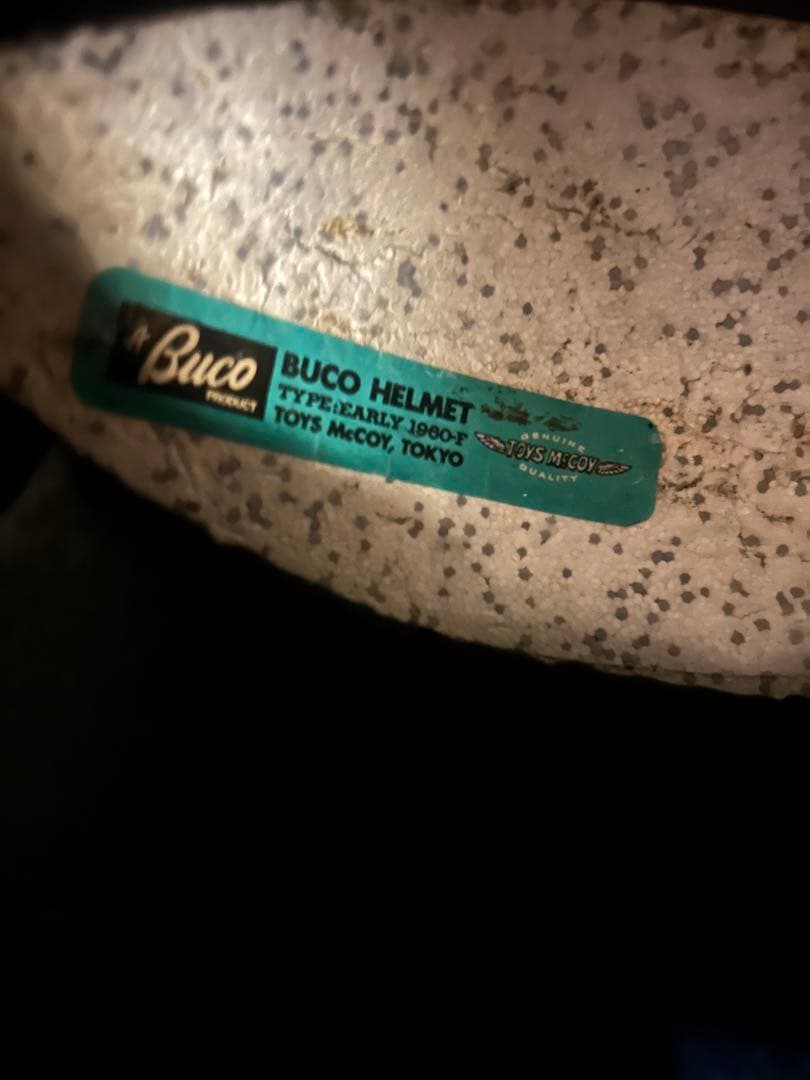 A
Buco
PRODUCT
BUCO HELMET
TYPE:EARLY 1960-F
TOYS McCOY, TOKYO
GENUINE
TOYS McCOY
QUALITY